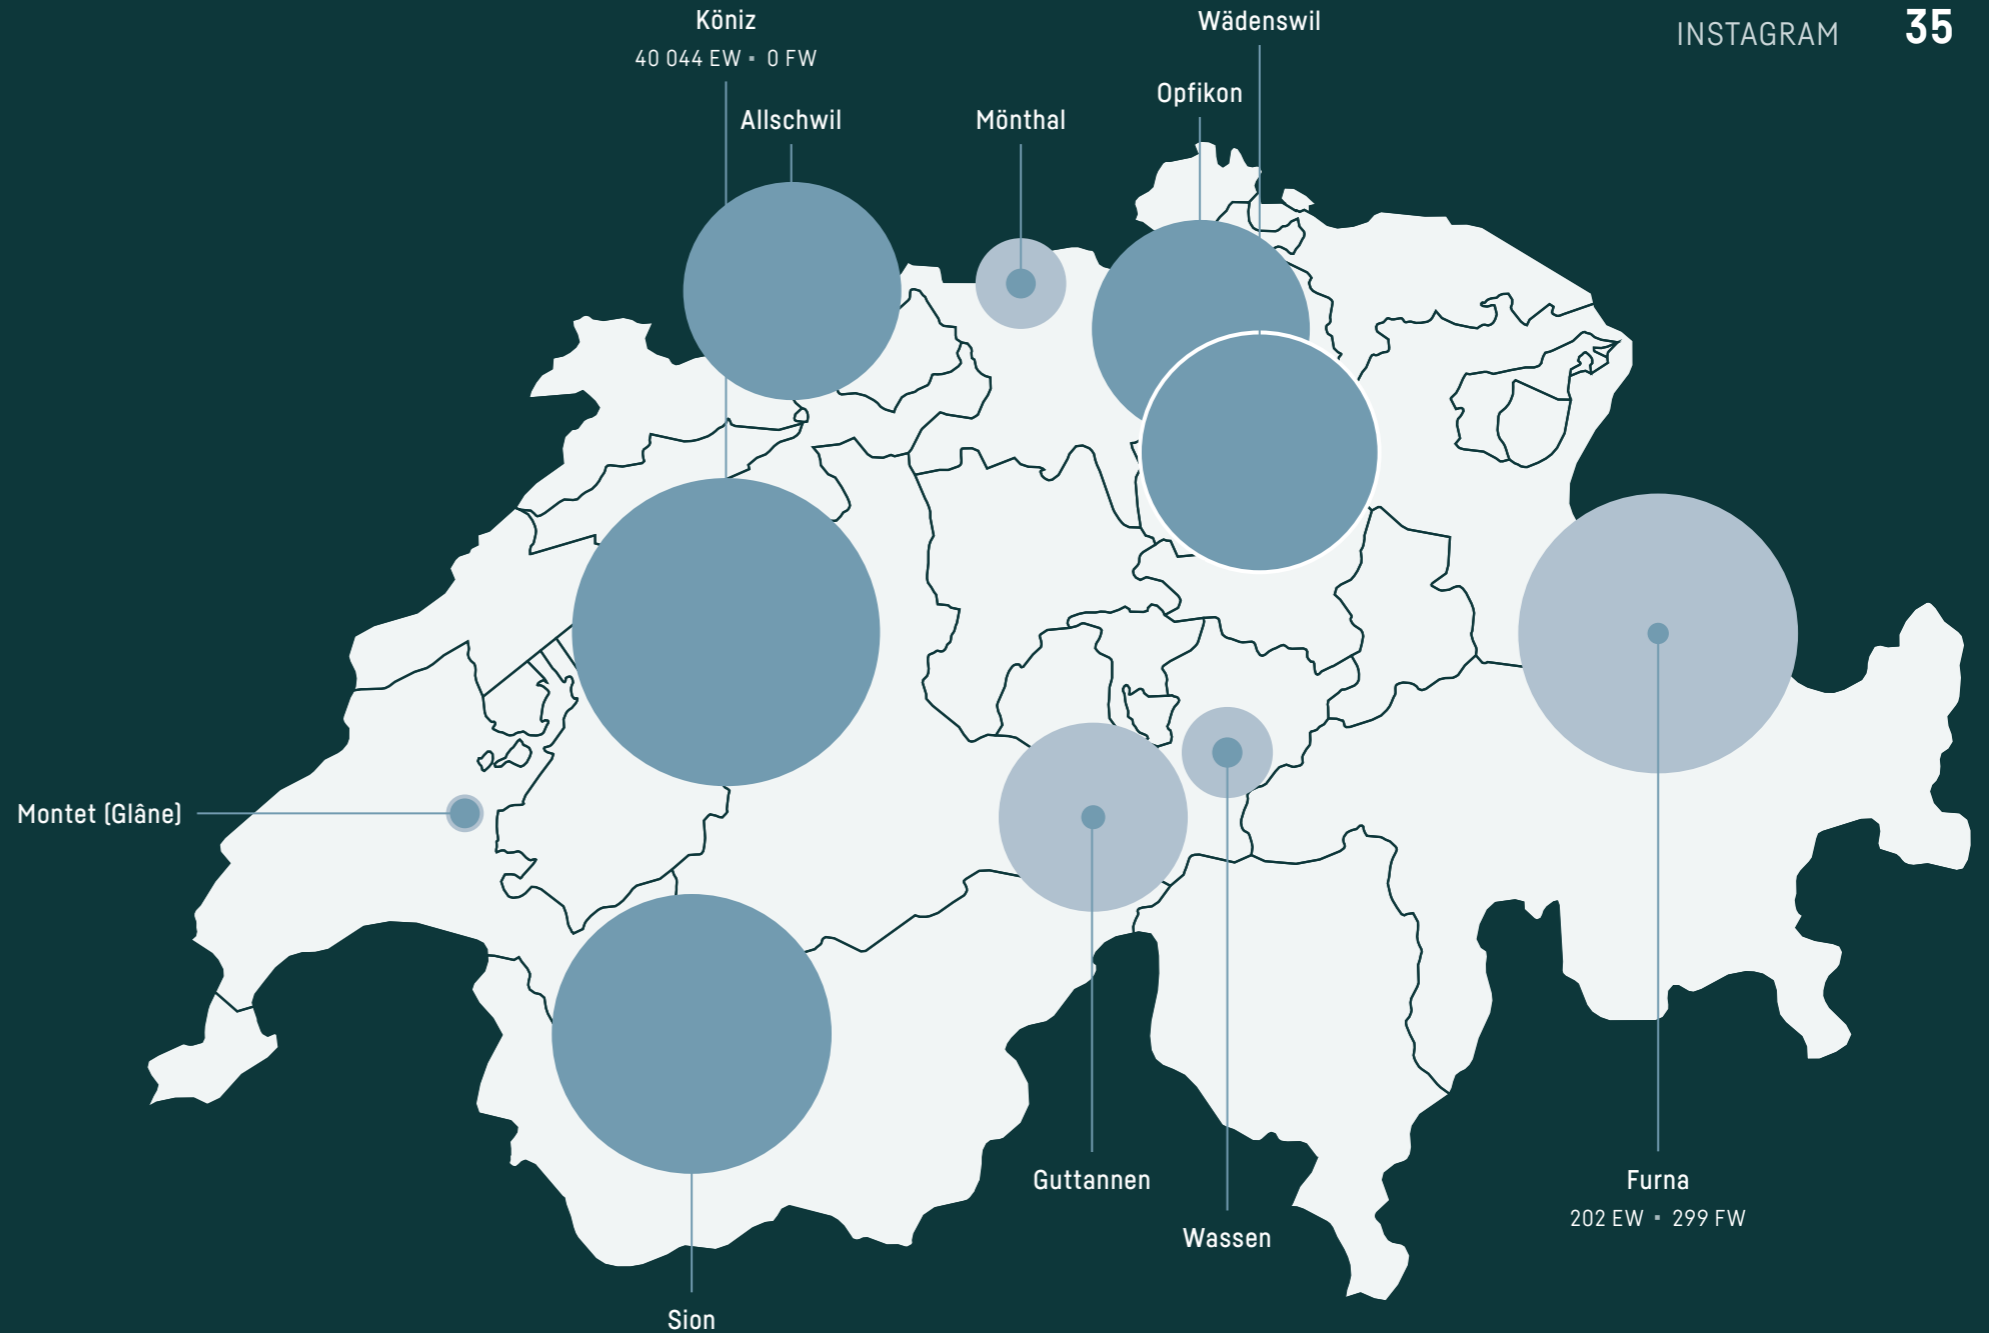 INSTAGRAM 35
Köniz
40 044 EW ▪ 0 FW
Wädenswil
Opfikon
Allschwil
Mönthal
Montet (Glâne)
Guttannen
Furna
202 EW ▪ 299 FW
Wassen
Sion